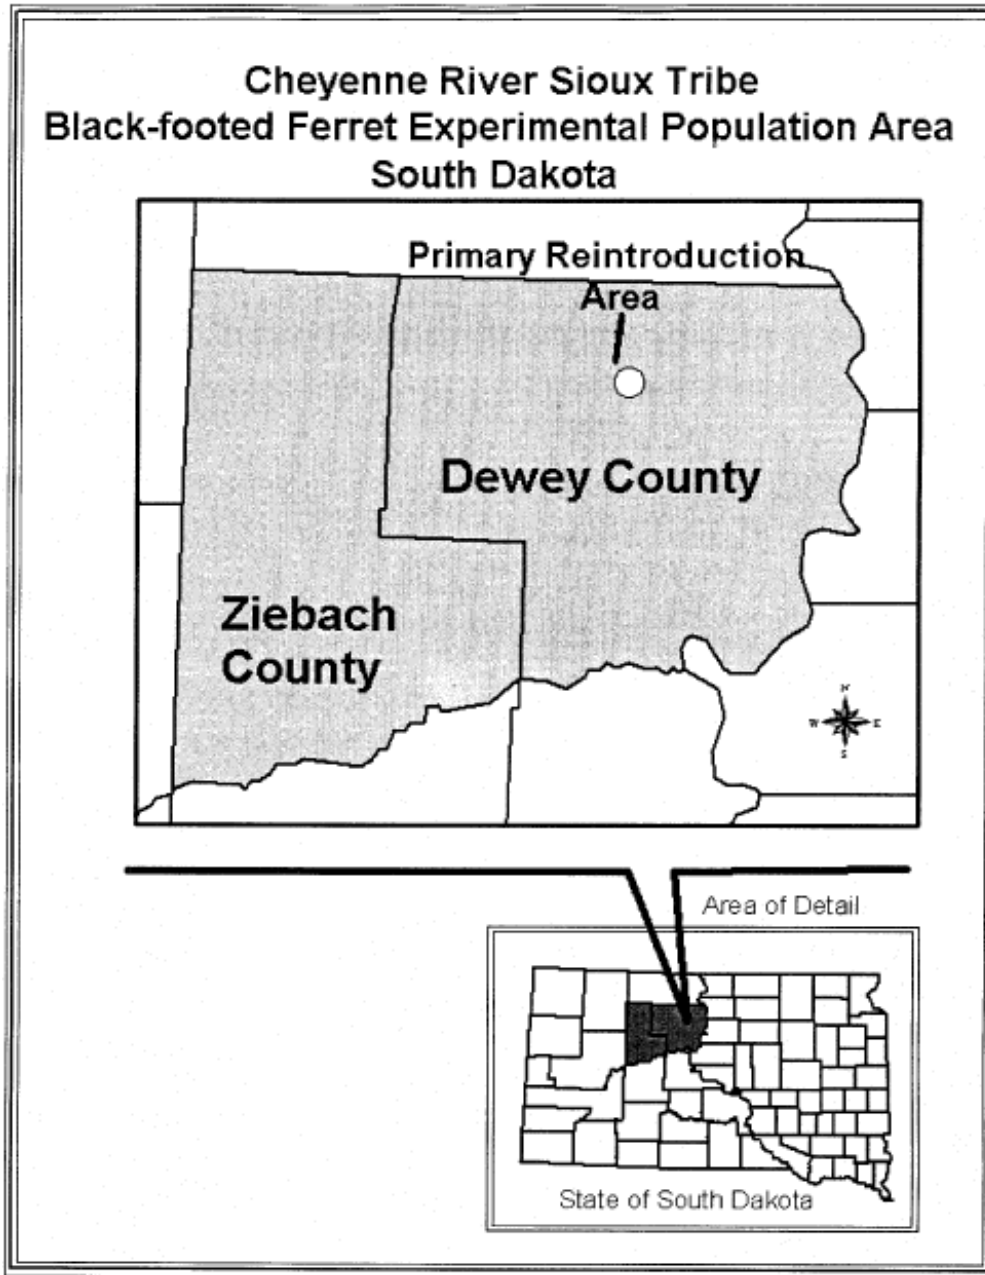 Cheyenne River Sioux Tribe
Black-footed Ferret Experimental Population Area
South Dakota
Primary Reintroduction
Area
Dewey County
Ziebach
County
N
W E
S
Area of Detail
State of South Dakota